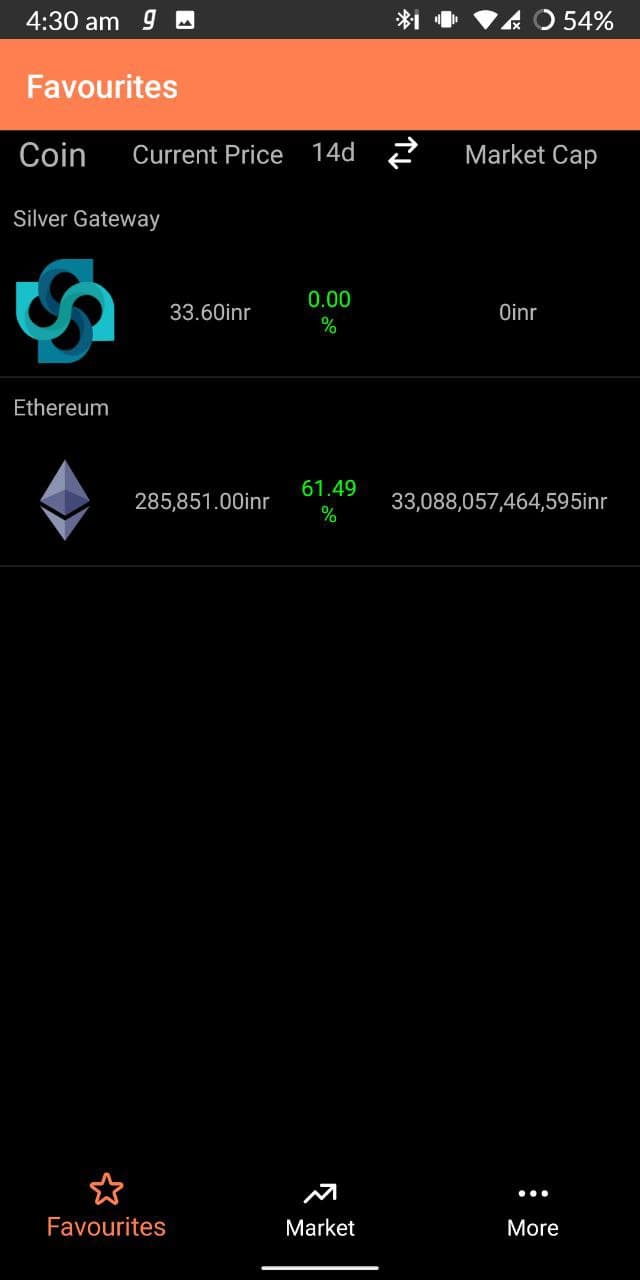 4:30 am g 54%
Favourites
Coin Current Price 14d Market Cap
Silver Gateway
33.60inr 0.00 0inr
%
Ethereum
285,851.00inr 61.49 33,088,057,464,595inr
%
Favourites Market More